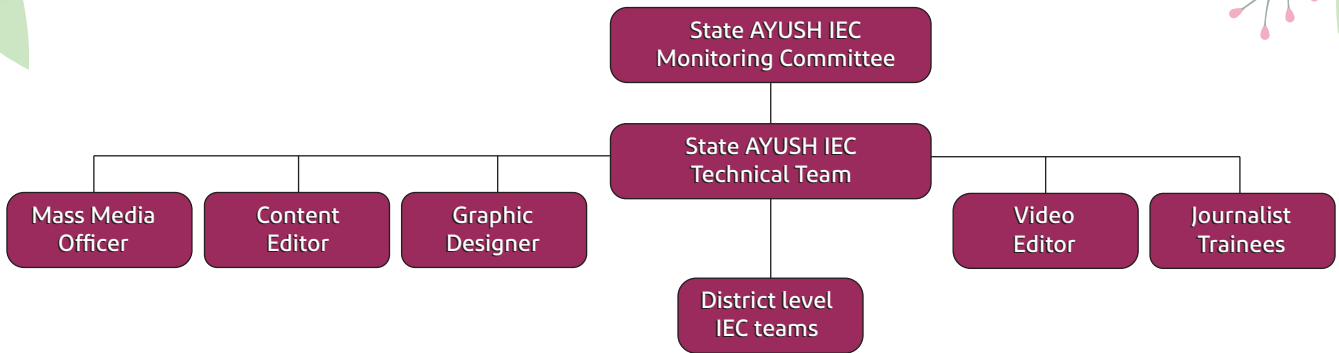 State AYUSH IEC
Monitoring Committee
State AYUSH IEC
Technical Team
Mass Media
Officer
Content
Editor
Graphic
Designer
Video
Editor
Journalist
Trainees
District level
IEC teams